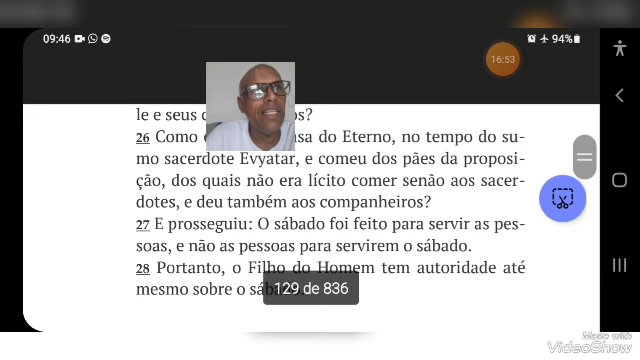 09:46
94%
16:53
le e seus os?
26 Como sa do Eterno, no tempo do su-
mo sacerdote Evyatar, e comeu dos pães da proposi-
ção, dos quais não era lícito comer senão aos sacer-
dotes, e deu também aos companheiros?
27 E prosseguiu: O sábado foi feito para servir as pes-
soas, e não as pessoas para servirem o sábado.
28 Portanto, o Filho do Homem tem autoridade até
mesmo sobre o
129 de 836
Made with
VideoShow